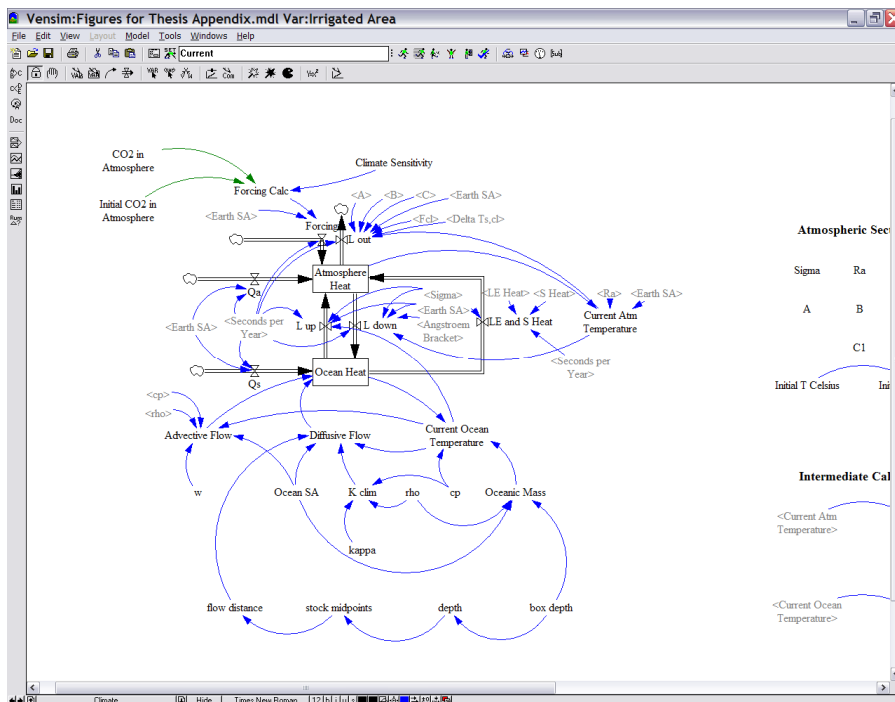 Vensim:Figures for Thesis Appendix.mdl Var:Irrigated Area
File Edit View Layout Model Tools Windows Help
Current
Doc
CO2 in
Atmosphere
Climate Sensitivity
Initial CO2 in
Atmosphere
Forcing Calc
<A> <B> <C> <Earth SA>
<Earth SA>
<Fcl> <Delta Ts,cl>
Forcing
L out
Atmosphere
Heat
Qa
<Sigma>
<Earth SA>
<Angstroem
Bracket>
<LE Heat>
<S Heat>
<Ra>
<Earth SA>
<Earth SA>
<Seconds per
Year>
L up
L down
LE and S Heat
Current Atm
Temperature
<Seconds per
Year>
Ocean Heat
Qs
<cp>
<rho>
Advective Flow
Diffusive Flow
Current Ocean
Temperature
w
Ocean SA
K clim
rho
cp
Oceanic Mass
kappa
flow distance
stock midpoints
depth
box depth
Atmospheric Sect
Sigma Ra
A B
C1
Initial T Celsius Ini
Intermediate Cal
<Current Atm
Temperature>
<Current Ocean
Temperature>
Climate Hide Times New Roman 12 b i u s